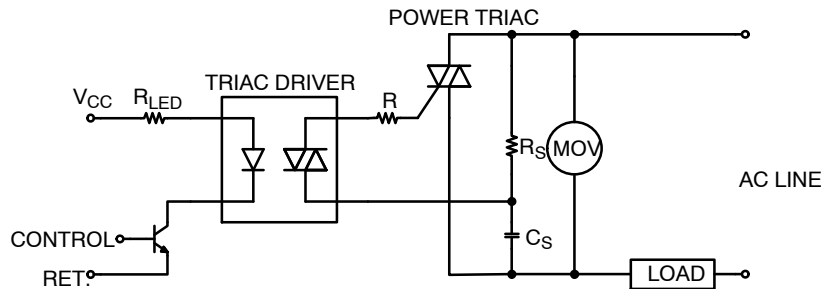 POWER TRIAC
TRIAC DRIVER
VCC
RLED
R
RS
MOV
AC LINE
CONTROL
CS
RET.
LOAD